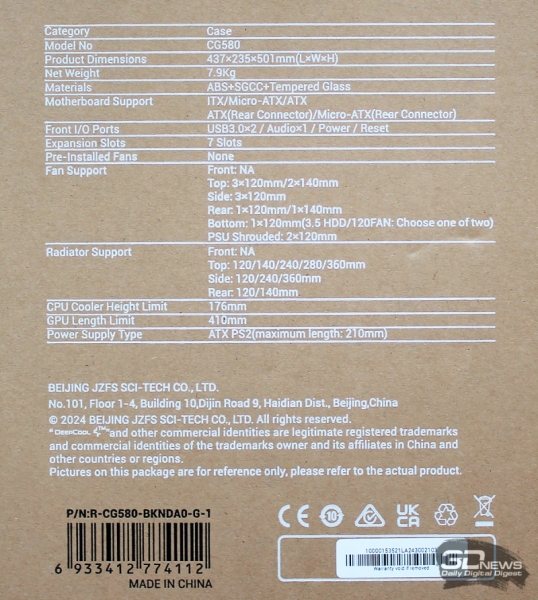 Category Case
Model No CG580
Product Dimensions 437×235×501mm(L×W×H)
Net Weight 7.9Kg
Materials ABS+SGCC+Tempered Glass
Motherboard Support ITX/Micro-ATX/ATX
ATX(Rear Connector)/Micro-ATX(Rear Connector)
Front I/O Ports USB3.0×2 / Audio×1 / Power / Reset
Expansion Slots 7 Slots
Pre-Installed Fans None
Fan Support Front: NA
Top: 3×120mm/2×140mm
Side: 3×120mm
Rear: 1×120mm/1×140mm
Bottom: 1×120mm(3.5 HDD/120FAN: Choose one of two)
PSU Shrouded: 2×120mm
Radiator Support Front: NA
Top: 120/140/240/280/360mm
Side: 120/240/360mm
Rear: 120/140mm
CPU Cooler Height Limit 176mm
GPU Length Limit 410mm
Power Supply Type ATX PS2(maximum length: 210mm)
BEIJING JZFS SCI-TECH CO., LTD.
No.101, Floor 1-4, Building 10,Dijin Road 9, Haidian Dist., Beijing,China
© 2024 BEIJING JZFS SCI-TECH CO., LTD. All rights reserved.
"DEEPCOOL ™"and other commercial identities are legitimate registered trademarks
and commercial identities of the trademarks owner and its affiliates in China and
other countries or regions.
Pictures on this package are for reference only, please refer to the actual product.
P/N:R-CG580-BKNDA0-G-1
6 933412 774112
MADE IN CHINA
CE 10 UK CA EAC
Warranty void if removed
3DNEWS
Daily Digital Digest